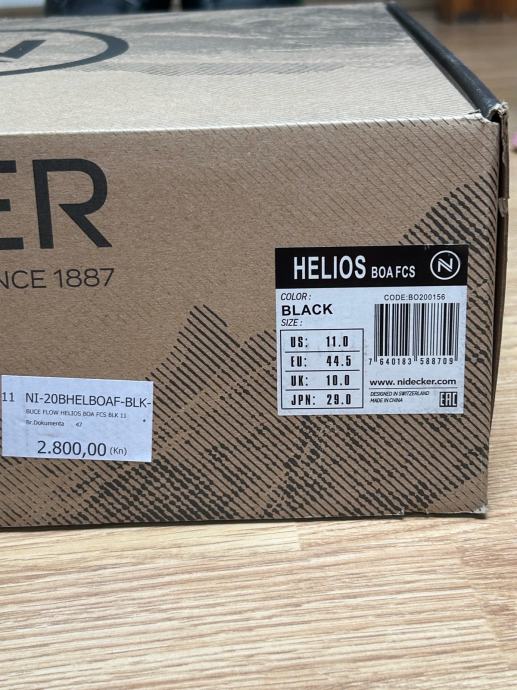 ER
NCE 1887
HELIOS BOA FCS
COLOR :
BLACK
SIZE :
CODE:BO200156
US: 11.0
EU: 44.5
UK: 10.0
JPN: 29.0
7 640183 588709
www. nidecker.com
DESIGNED IN SWITZERLAND
MADE IN CHINA
EAC
11 NI-20BHELBOAF-BLK-
BUCE FLOW HELIOS BOA FCS BLK 11
Br.Dokumenta 47
2.800,00 (Kn)